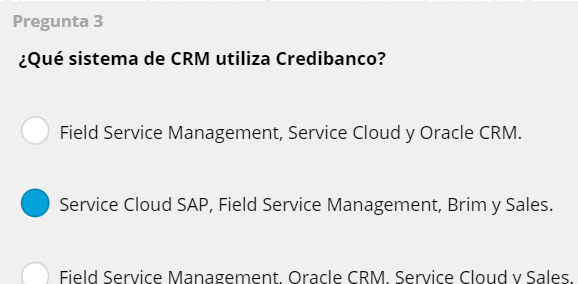 Pregunta 3
¿Qué sistema de CRM utiliza Credibanco?
Field Service Management, Service Cloud y Oracle CRM.
Service Cloud SAP, Field Service Management, Brim y Sales.
Field Service Management, Oracle CRM, Service Cloud y Sales.